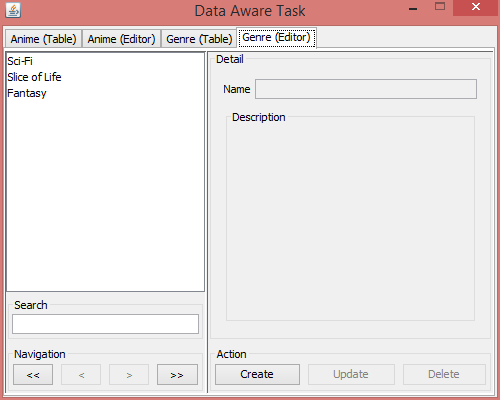 Data Aware Task
Anime (Table) Anime (Editor) Genre (Table) Genre (Editor)
Sci-Fi
Slice of Life
Fantasy
Search
Navigation
<< < > >>
Detail
Name
Description
Action
Create Update Delete